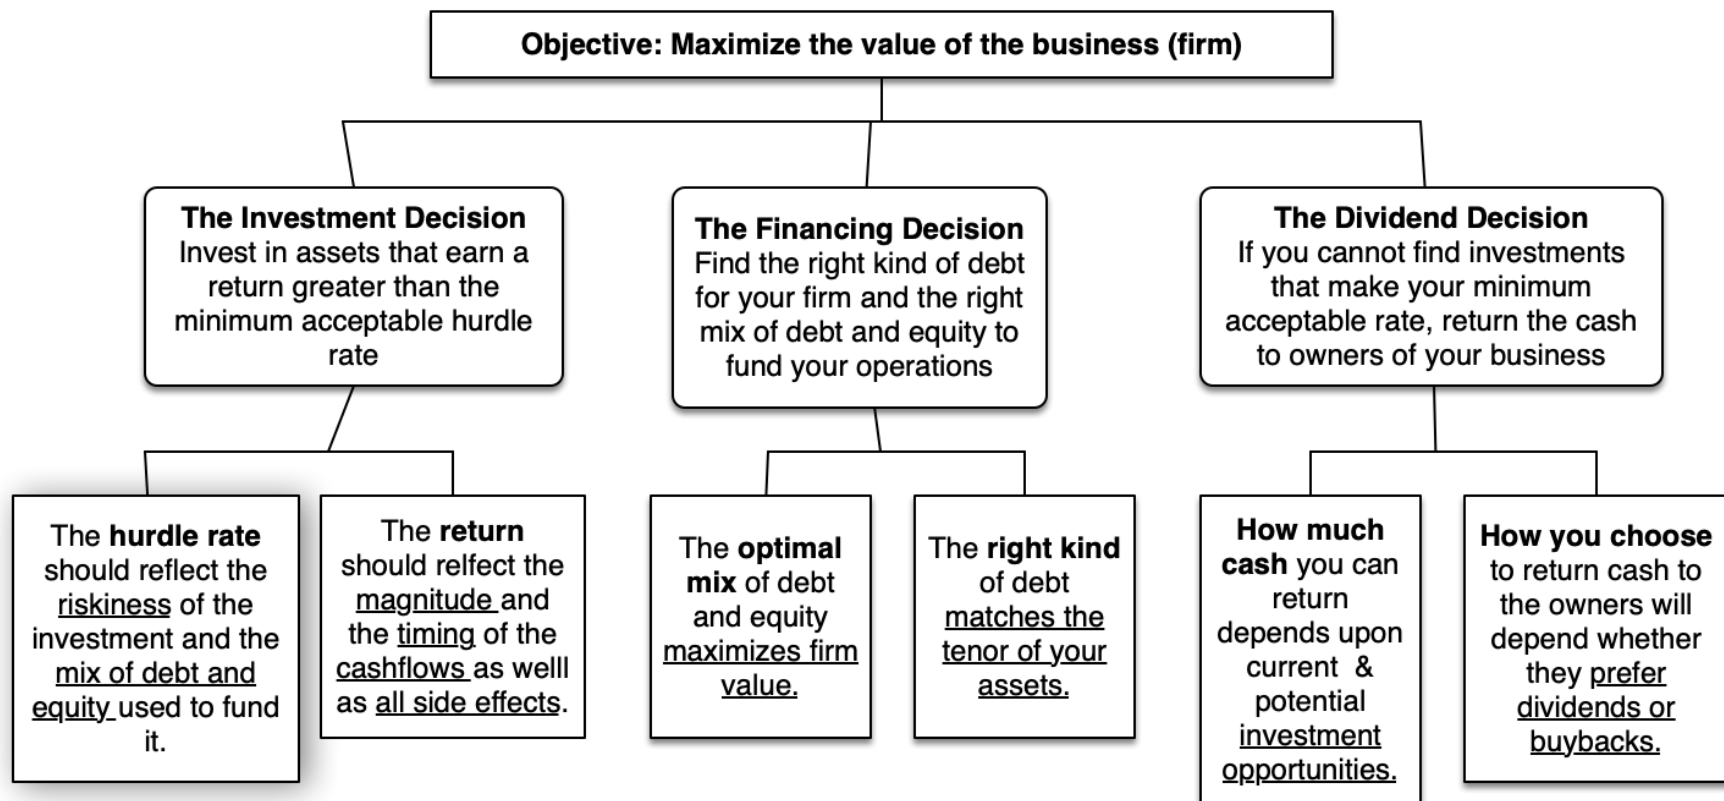 Objective: Maximize the value of the business (firm)
The Investment Decision
Invest in assets that earn a
return greater than the
minimum acceptable hurdle
rate
The Financing Decision
Find the right kind of debt
for your firm and the right
mix of debt and equity to
fund your operations
The Dividend Decision
If you cannot find investments
that make your minimum
acceptable rate, return the cash
to owners of your business
The hurdle rate
should reflect the
riskiness of the
investment and the
mix of debt and
equity used to fund
it.
The return
should relfect the
magnitude and
the timing of the
cashflows as welll
as all side effects.
The optimal
mix of debt
and equity
maximizes firm
value.
The right kind
of debt
matches the
tenor of your
assets.
How much
cash you can
return
depends upon
current &
potential
investment
opportunities.
How you choose
to return cash to
the owners will
depend whether
they prefer
dividends or
buybacks.